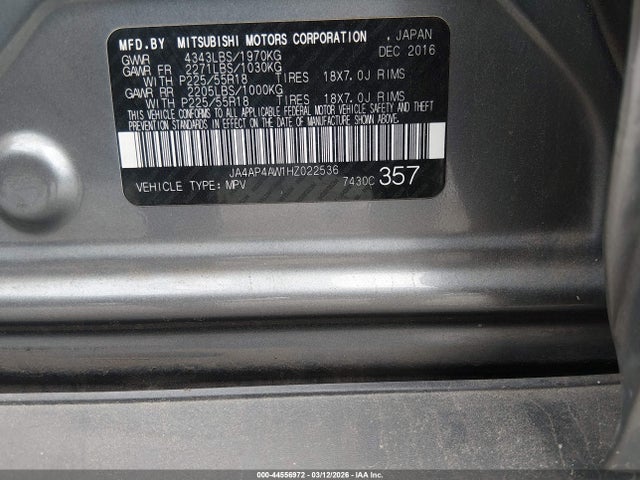 MFD.BY MITSUBISHI MOTORS CORPORATION , JAPAN
GVWR 4343LBS/1970KG DEC 2016
GAWR FR 2271LBS/1030KG
WITH P225/55R18 TIRES 18X7.0J RIMS
GAWR RR 2205LBS/1000KG
WITH P225/55R18 TIRES 18X7.0J RIMS
THIS VEHICLE CONFORMS TO ALL APPLICABLE FEDERAL MOTOR VEHICLE SAFETY AND THEFT
PREVENTION STANDARDS IN EFFECT ON THE DATE OF MANUFACTURE SHOWN ABOVE.
JA4AP4AW1HZ022536
VEHICLE TYPE: MPV 7430C 357
000-44556972 - 03/12/2026 - IAA Inc.